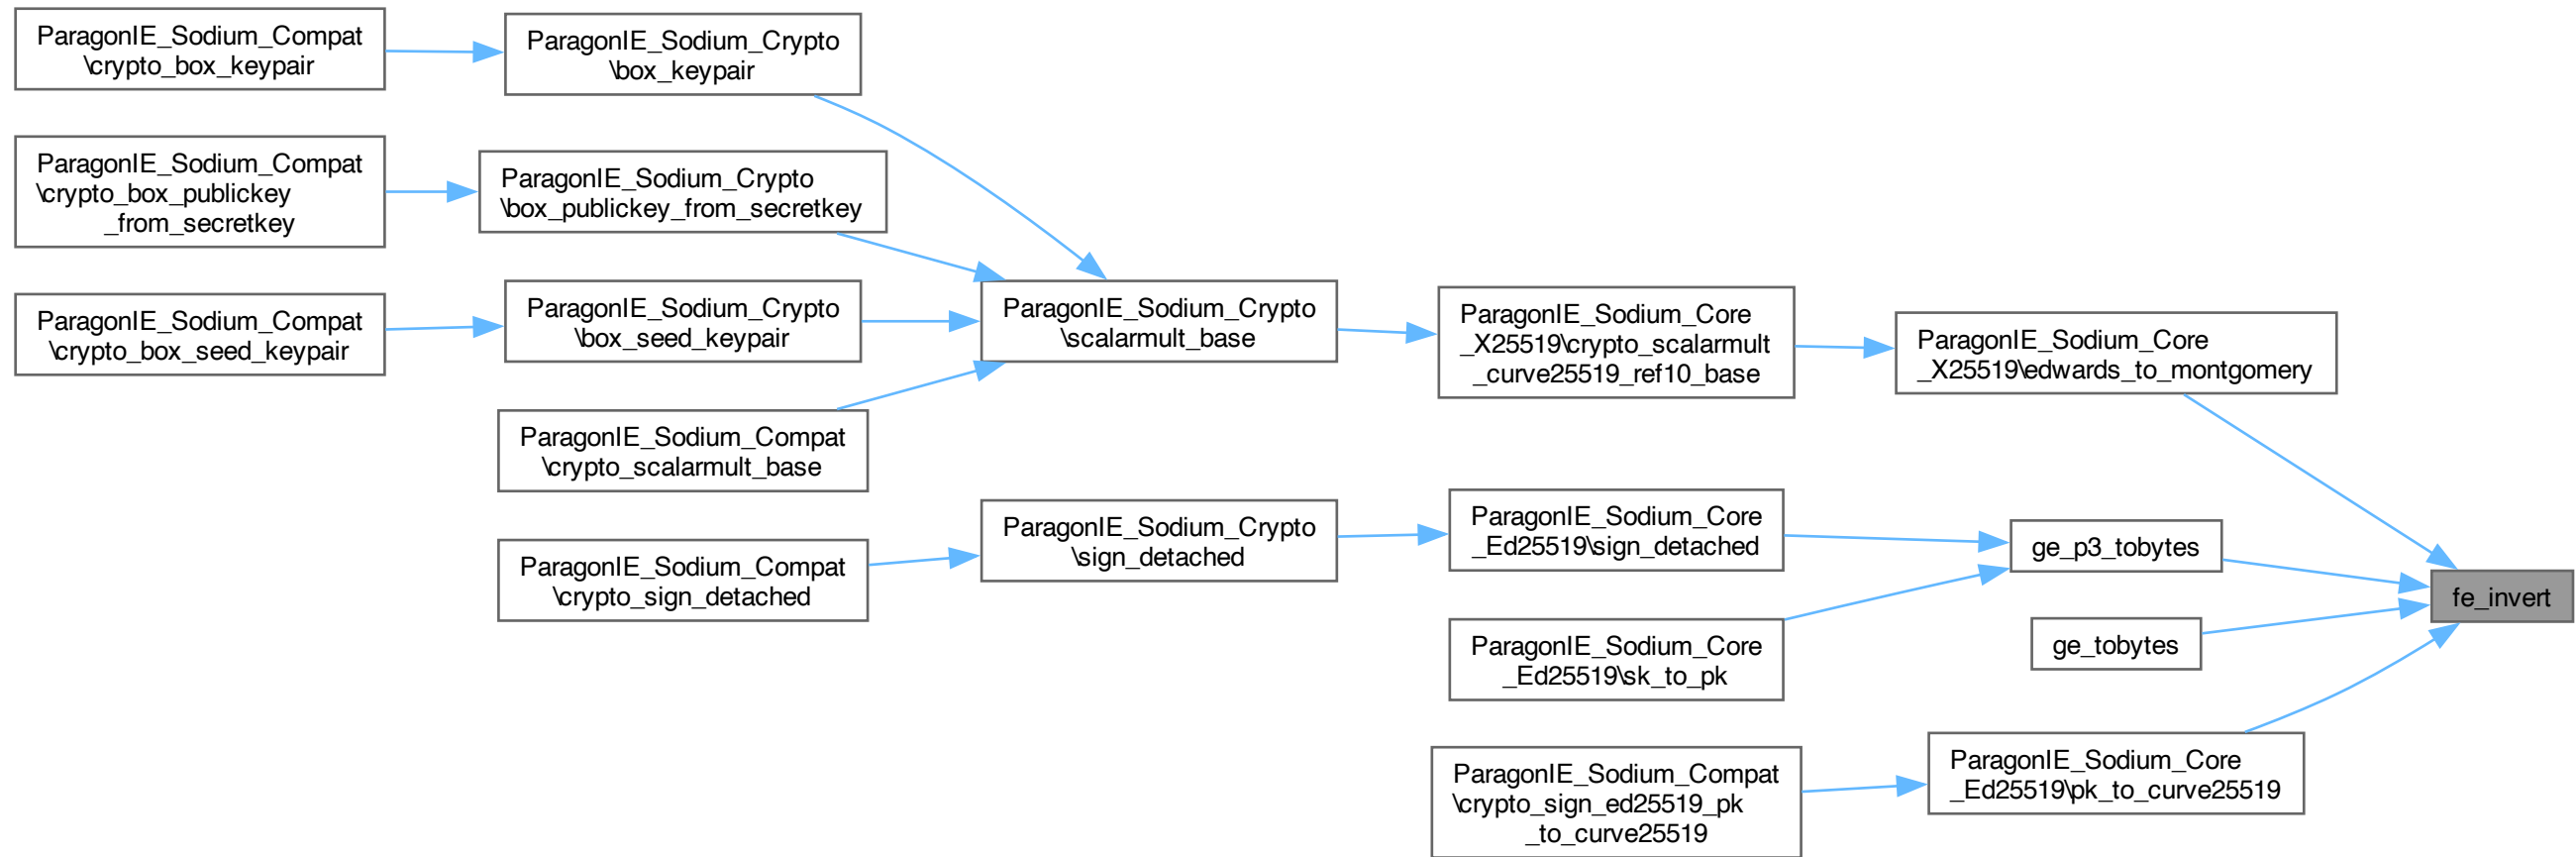 ParagonIE_Sodium_Compat
\crypto_box_keypair
ParagonIE_Sodium_Crypto
\box_keypair
ParagonIE_Sodium_Compat
\crypto_box_publickey
_from_secretkey
ParagonIE_Sodium_Crypto
\box_publickey_from_secretkey
ParagonIE_Sodium_Compat
\crypto_box_seed_keypair
ParagonIE_Sodium_Crypto
\box_seed_keypair
ParagonIE_Sodium_Crypto
\scalarmult_base
ParagonIE_Sodium_Core
_X25519\crypto_scalarmult
_curve25519_ref10_base
ParagonIE_Sodium_Core
_X25519\edwards_to_montgomery
ParagonIE_Sodium_Compat
\crypto_scalarmult_base
ParagonIE_Sodium_Compat
\crypto_sign_detached
ParagonIE_Sodium_Crypto
\sign_detached
ParagonIE_Sodium_Core
_Ed25519\sign_detached
ge_p3_tobytes
fe_invert
ParagonIE_Sodium_Core
_Ed25519\sk_to_pk
ge_tobytes
ParagonIE_Sodium_Compat
\crypto_sign_ed25519_pk
_to_curve25519
ParagonIE_Sodium_Core
_Ed25519\pk_to_curve25519